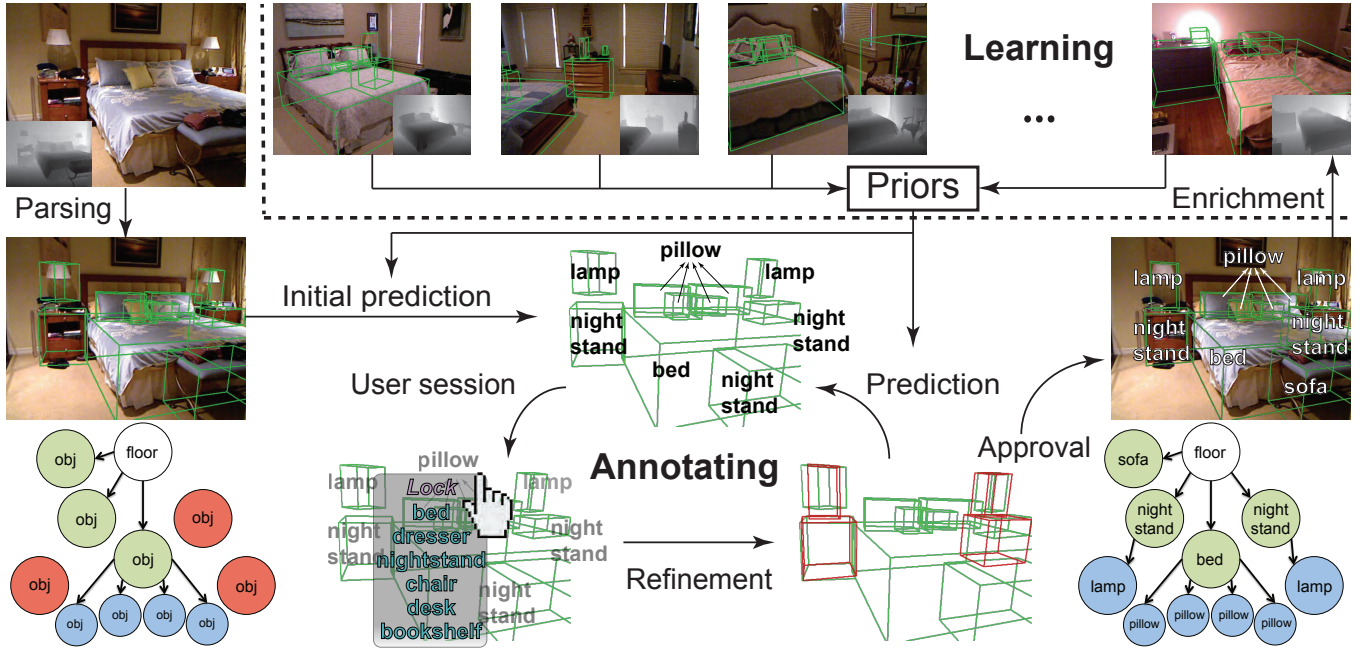 Learning
...
Priors
Parsing
Enrichment
Initial prediction
lamp
pillow
lamp
night
stand
night
stand
bed
night
stand
User session
Prediction
lamp
pillow
lamp
night
stand
night
stand
bed
sofa
Approval
Annotating
Refinement
pillow
lamp
lamp
night
stand
night
stand
night
stand
Lock
bed
dresser
nightstand
chair
desk
bookshelf
obj
floor
obj
obj
obj
obj
obj
obj
obj
obj
obj
sofa
floor
night
stand
night
stand
bed
lamp
lamp
pillow
pillow
pillow
pillow